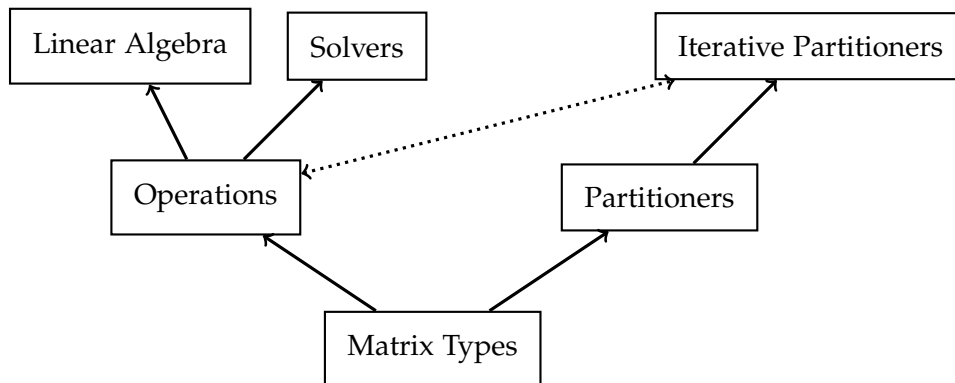 Linear Algebra
Solvers
Iterative Partitioners
Operations
Partitioners
Matrix Types